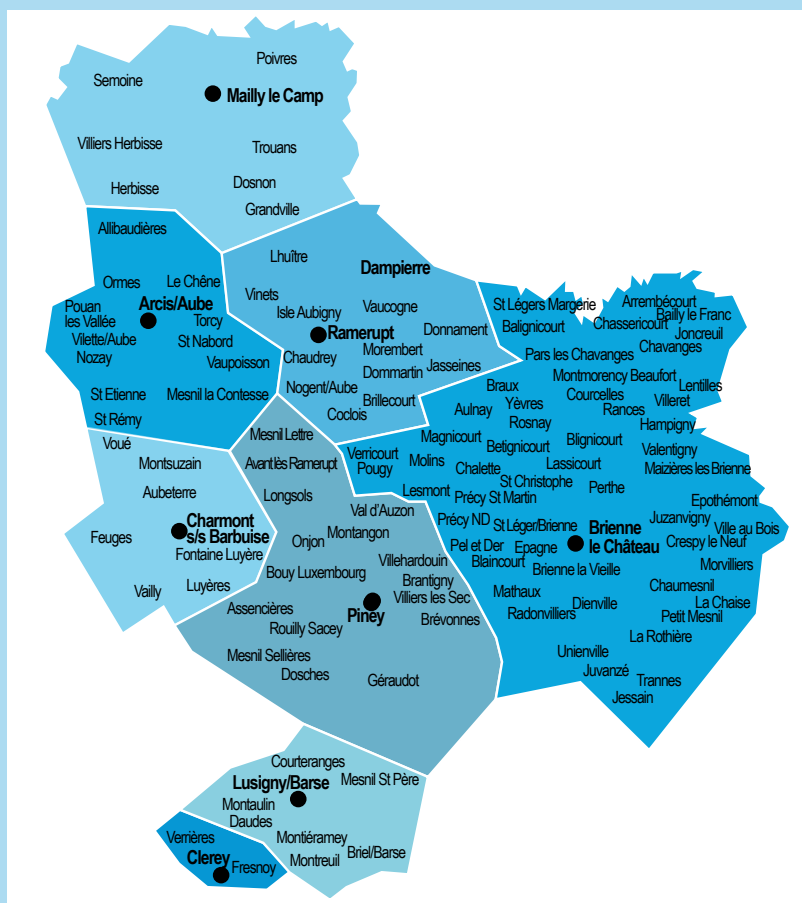 Poivres
Semoine
Mailly le Camp
Villiers Herbisse
Trouans
Herbisse
Dosnon
Grandville
Allibaudières
Ormes
Le Chêne
Arcis/Aube
Pouan
les Vallée
Torcy
Vilette/Aube
St Nabord
Nozay
Vaupoisson
St Etienne
Mesnil la Contesse
St Rémy
Lhuître
Dampierre
Vinets
Isle Aubigny
Vaucogne
Ramerupt
Donnament
Chaudrey
Morembert
Dommartin
Jasseines
Nogent/Aube
Brillecourt
Coclois
St Légers Margerie
Arrembécourt
Bailly le Franc
Balignicourt
Chassericourt
Joncreuil
Chavanges
Pars les Chavanges
Montmorency Beaufort
Braux
Courcelles
Lentilles
Villeret
Aulnay
Yèvres
Rances
Rosnay
Hampigny
Magnicourt
Betignicourt
Blignicourt
Valentigny
Verricourt
Pougy
Molins
Chalette
Lassicourt
Maizières les Brienne
St Christophe
Perthe
Lesmont
Précy St Martin
Epothémont
Précy ND
St Léger/Brienne
Juzanvigny
Ville au Bois
Brienne
le Château
Crespy le Neuf
Pel et Der
Epagne
Blaincourt
Brienne la Vieille
Morvilliers
Mathaux
Chaumesnil
Radonvilliers
Dienville
La Chaise
Petit Mesnil
La Rothière
Unienville
Juvanzé
Trannes
Jessain
Voué
Montsuzain
Aubeterre
Charmont
s/s Barbuise
Feuges
Fontaine Luyère
Vailly
Luyères
Mesnil Lettre
Avant lès Ramerupt
Longsols
Val d'Auzon
Montangon
Onjon
Villehardouin
Bouy Luxembourg
Brantigny
Villiers les Sec
Assencières
Piney
Brévonnes
Rouilly Sacey
Mesnil Sellières
Dosches
Géraudot
Courteranges
Lusigny/Barse
Mesnil St Père
Montaulin
Daudes
Montiéramey
Montreuil
Briel/Barse
Verrières
Clerey
Fresnoy